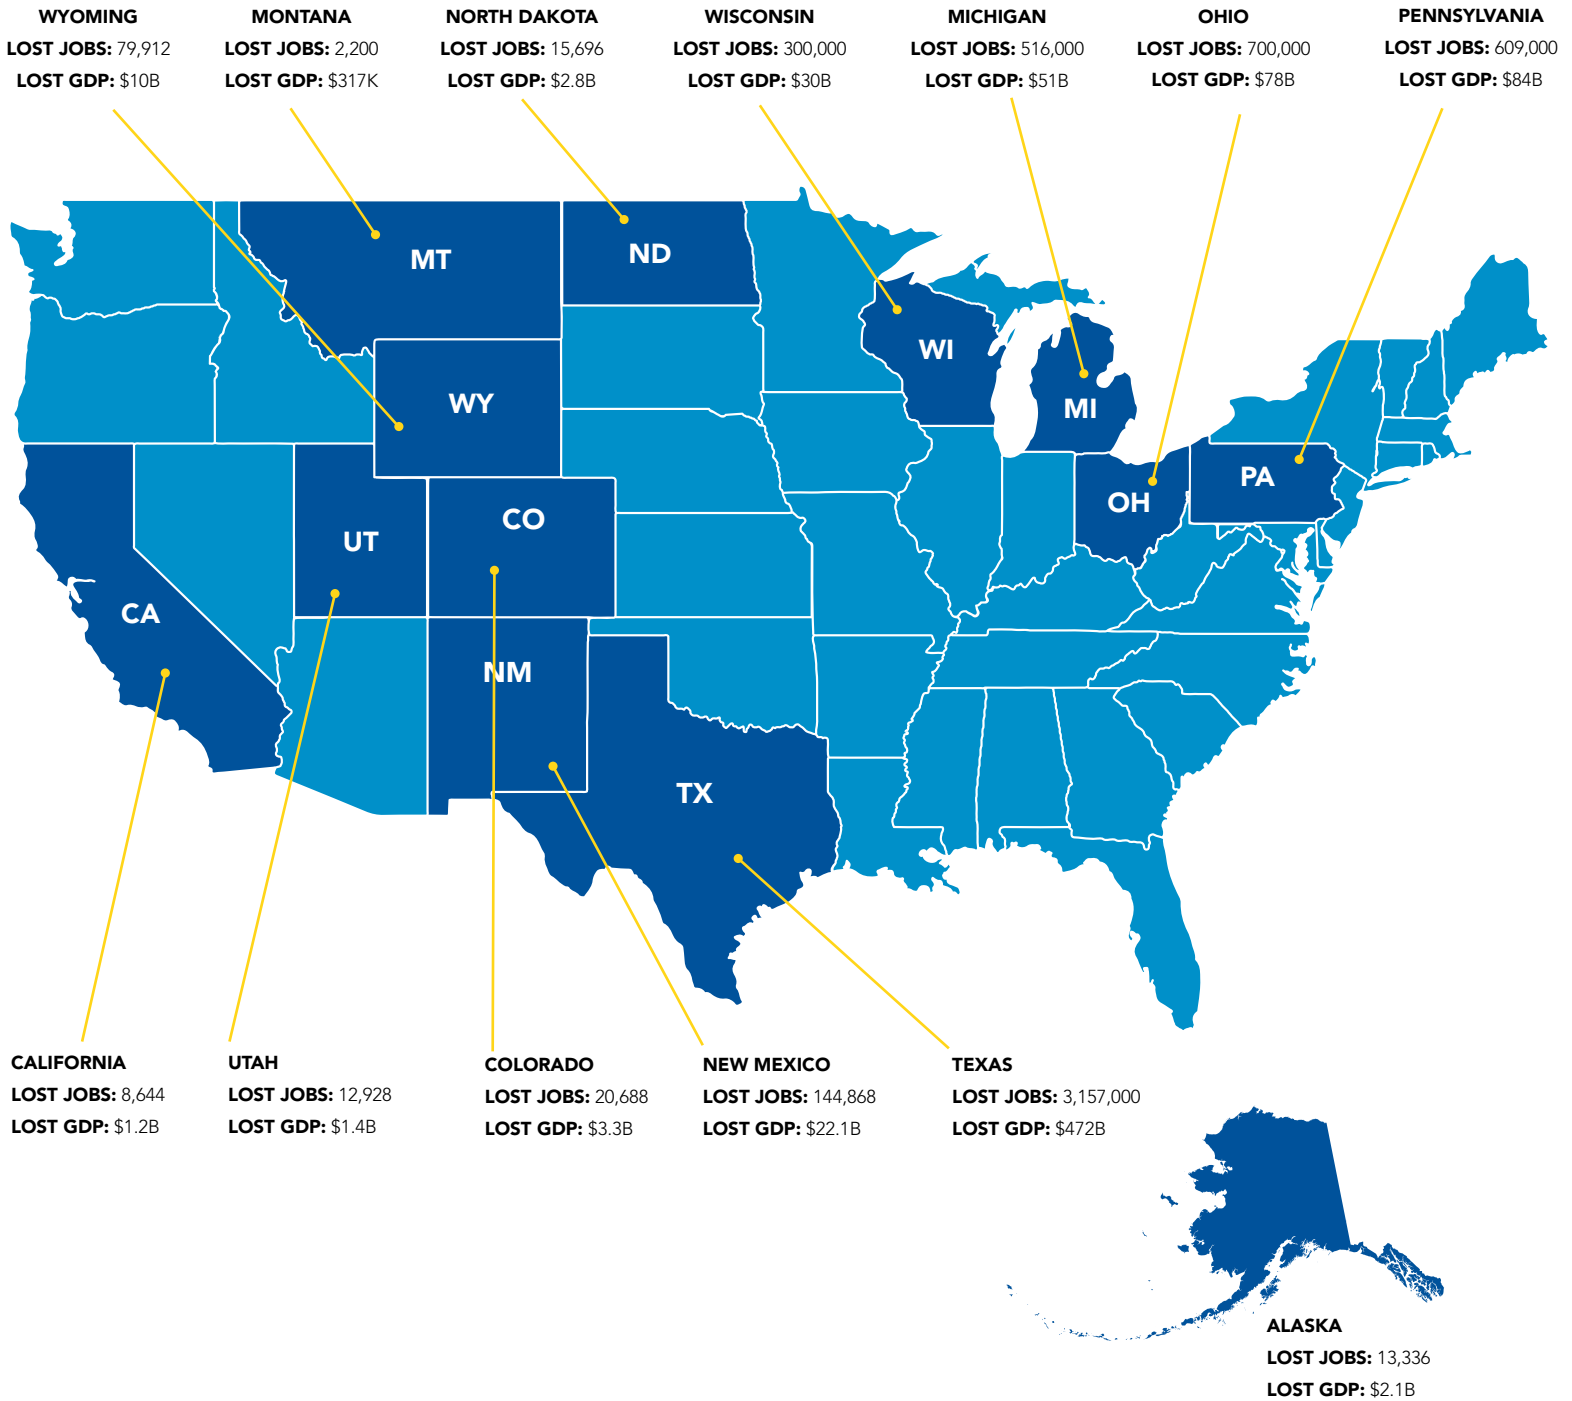 WYOMING
LOST JOBS: 79,912
LOST GDP: $10B
MONTANA
LOST JOBS: 2,200
LOST GDP: $317K
NORTH DAKOTA
LOST JOBS: 15,696
LOST GDP: $2.8B
WISCONSIN
LOST JOBS: 300,000
LOST GDP: $30B
MICHIGAN
LOST JOBS: 516,000
LOST GDP: $51B
OHIO
LOST JOBS: 700,000
LOST GDP: $78B
PENNSYLVANIA
LOST JOBS: 609,000
LOST GDP: $84B
MT
ND
WI
WY
MI
PA
OH
CO
UT
CA
NM
TX
CALIFORNIA
LOST JOBS: 8,644
LOST GDP: $1.2B
UTAH
LOST JOBS: 12,928
LOST GDP: $1.4B
COLORADO
LOST JOBS: 20,688
LOST GDP: $3.3B
NEW MEXICO
LOST JOBS: 144,868
LOST GDP: $22.1B
TEXAS
LOST JOBS: 3,157,000
LOST GDP: $472B
ALASKA
LOST JOBS: 13,336
LOST GDP: $2.1B